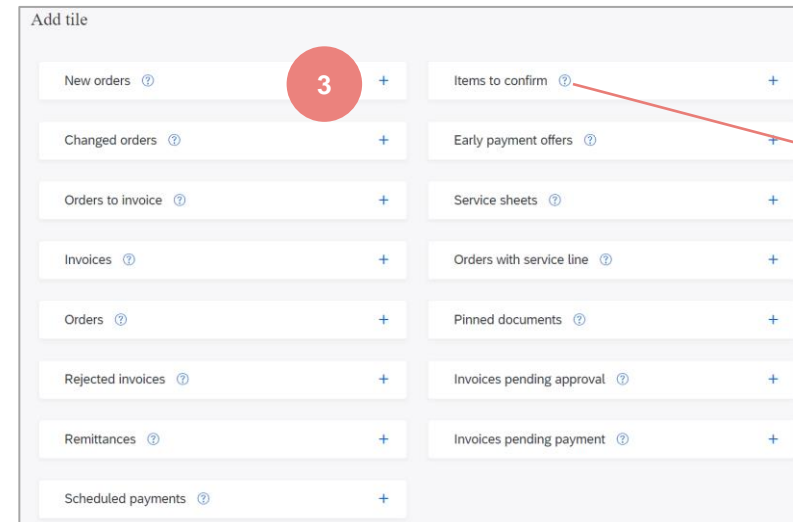 Add tile
New orders ? 3 + Items to confirm ? +
Changed orders ? + Early payment offers ? +
Orders to invoice ? + Service sheets ? +
Invoices ? + Orders with service line ? +
Orders ? + Pinned documents ? +
Rejected invoices ? + Invoices pending approval ? +
Remittances ? + Invoices pending payment ? +
Scheduled payments ? +